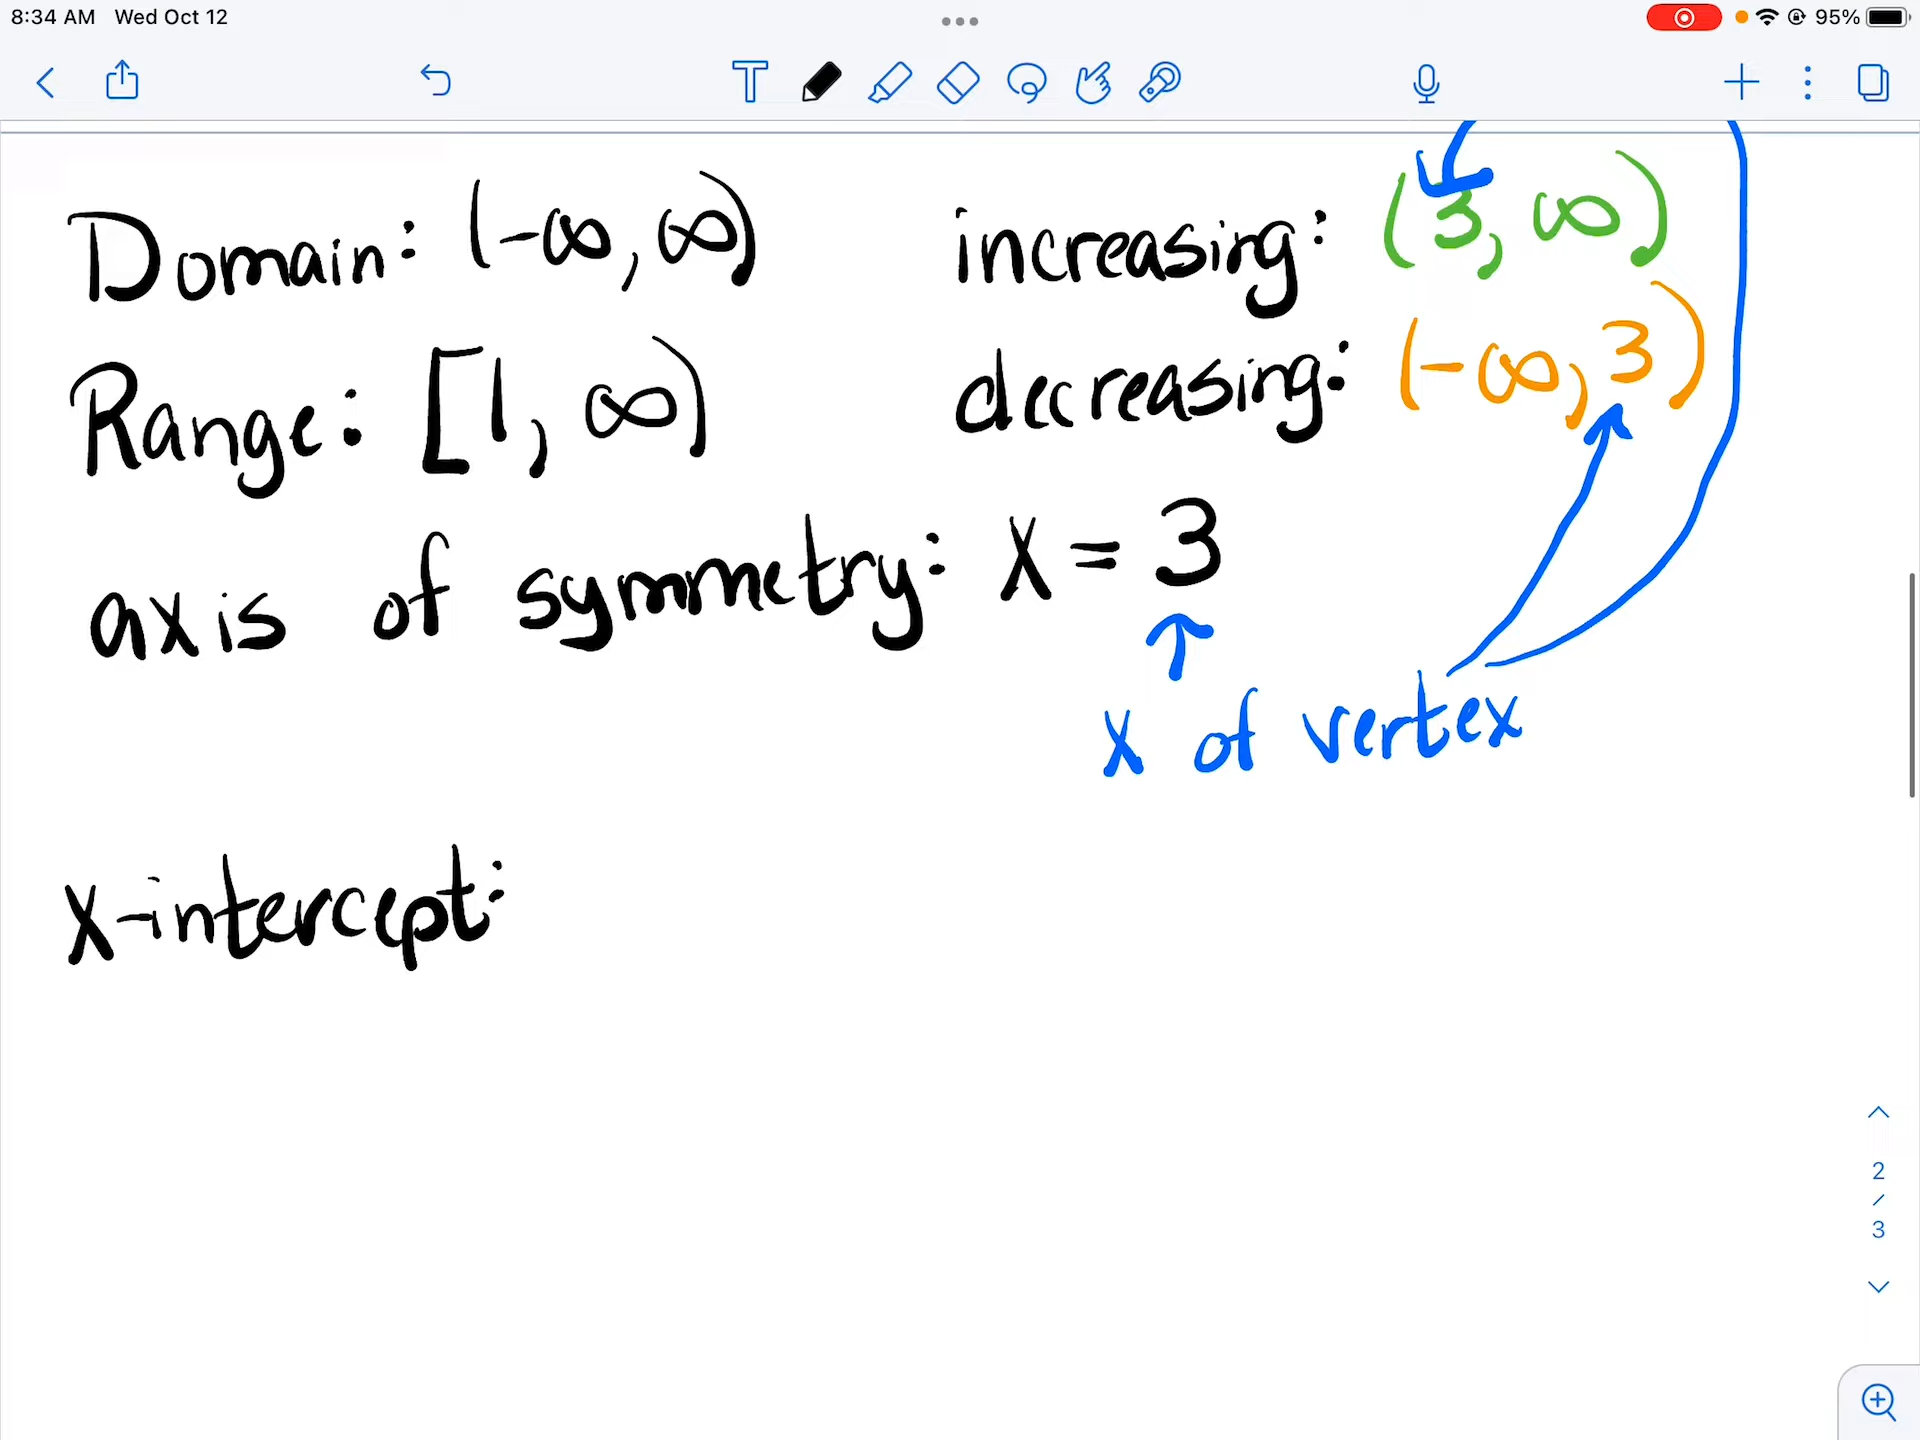 8:34 AM Wed Oct 12
95%
Domain: (-∞, ∞)
increasing: (3, ∞)
Range: [1, ∞)
decreasing: (-∞, 3)
axis of symmetry: x = 3
x of vertex
x-intercept:
2
/
3